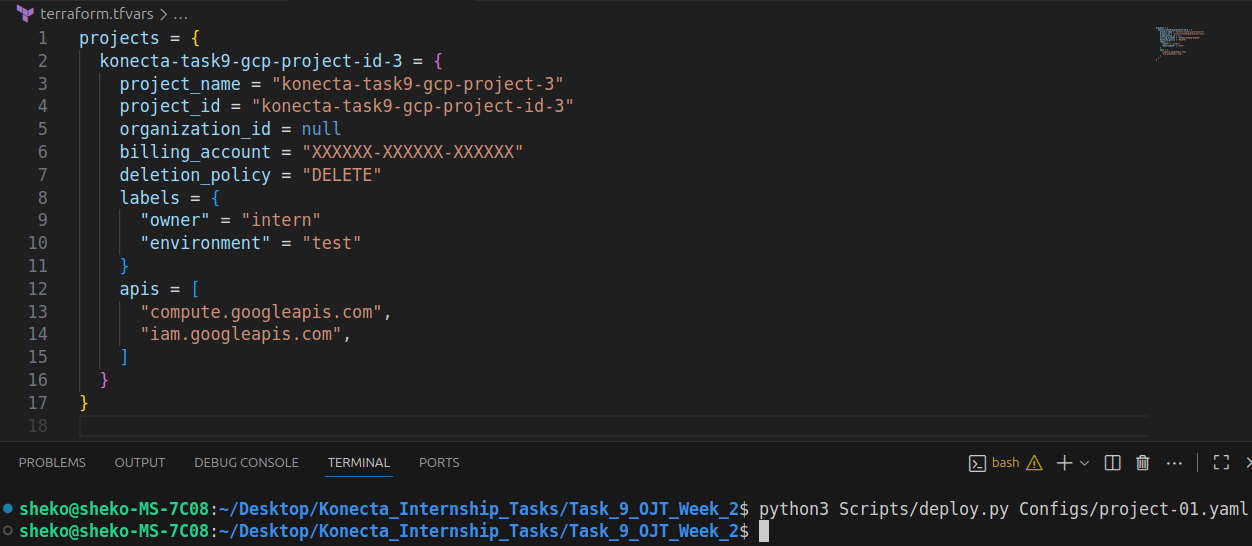 terraform.tfvars > ...
1 projects = {
2 konecta-task9-gcp-project-id-3 = {
3 project_name = "konecta-task9-gcp-project-3"
4 project_id = "konecta-task9-gcp-project-id-3"
5 organization_id = null
6 billing_account = "XXXXXX-XXXXXX-XXXXXX"
7 deletion_policy = "DELETE"
8 labels = {
9 "owner" = "intern"
10 "environment" = "test"
11 }
12 apis = [
13 "compute.googleapis.com",
14 "iam.googleapis.com",
15 ]
16 }
17 }
18
PROBLEMS OUTPUT DEBUG CONSOLE TERMINAL PORTS bash
sheko@sheko-MS-7C08:~/Desktop/Konecta_Internship_Tasks/Task_9_OJT_Week_2$ python3 Scripts/deploy.py Configs/project-01.yaml
sheko@sheko-MS-7C08:~/Desktop/Konecta_Internship_Tasks/Task_9_OJT_Week_2$